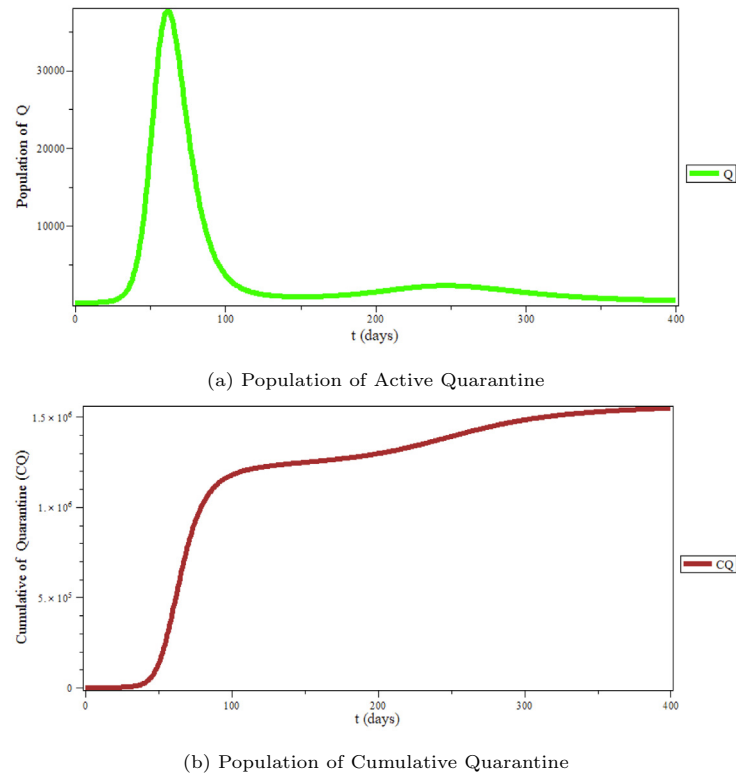 Population of Q
30000
20000
10000
0
100
200
300
400
t (days)
Q
(a) Population of Active Quarantine
Cumulative of Quarantine (CQ)
1.5 × 10⁶
1. × 10⁶
5. × 10⁵
0
0
100
200
300
400
t (days)
CQ
(b) Population of Cumulative Quarantine